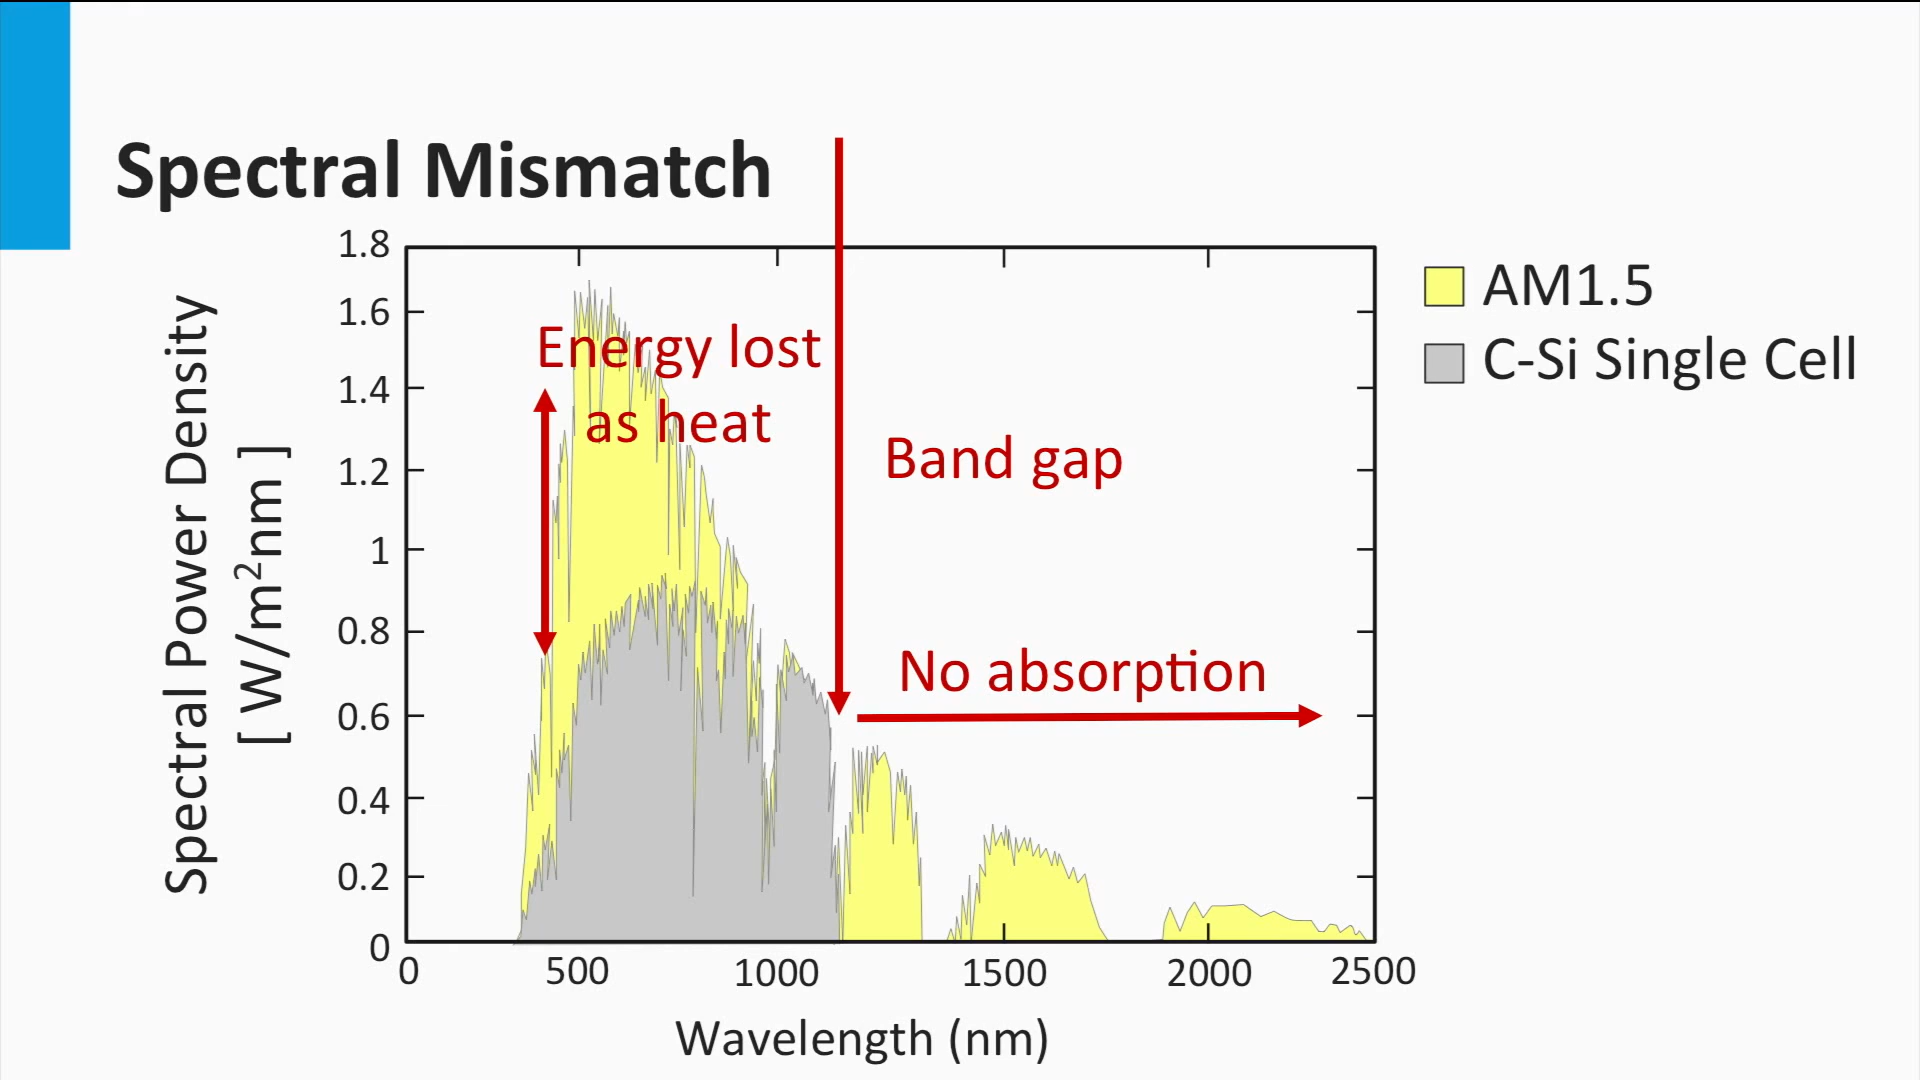 Spectral Mismatch
1.8
1.6
1.4
1.2
1
0.8
0.6
0.4
0.2
0
0
500
1000
1500
2000
2500
Spectral Power Density
[ W/m²nm ]
Wavelength (nm)
Energy lost
as heat
Band gap
No absorption
AM1.5
C-Si Single Cell